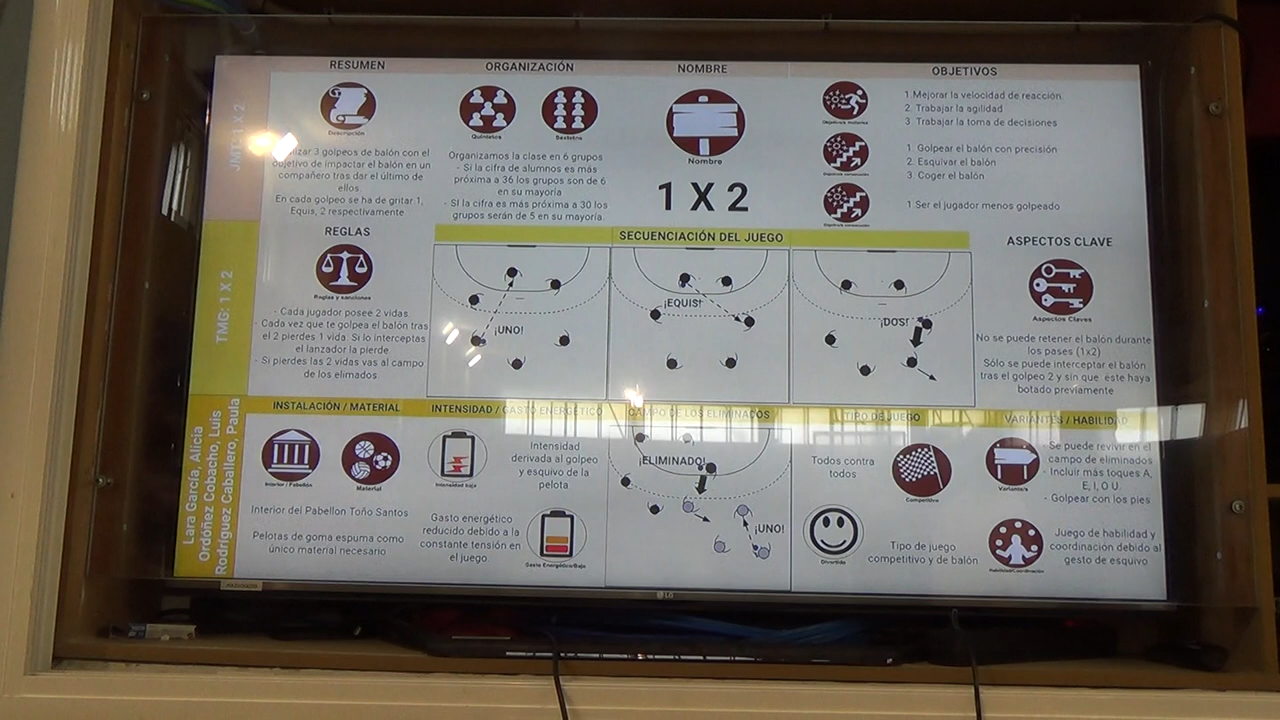 RESUMEN
Descripción
izar 3 golpeos de balón con el
objetivo de impactar el balón en un
compañero tras dar el último de
ellos.
En cada golpeo se ha de gritar 1,
Equis, 2 respectivamente.
ORGANIZACIÓN
Quintetos
Sextetos
Organizamos la clase en 6 grupos
- Si la cifra de alumnos es más
próxima a 36 los grupos son de 6
en su mayoría
- SI la cifra es más próxima a 30 los
grupos serán de 5 en su mayoría.
NOMBRE
Nombre
1 X 2
OBJETIVOS
1.Mejorar la velocidad de reacción.
2. Trabajar la agilidad
3. Trabajar la toma de decisiones
1. Golpear el balón con precisión
2. Esquivar el balón
3. Coger el balón
1 Ser el jugador menos golpeado
JMT: 1 X 2
TMG: 1 X 2
REGLAS
Reglas y sanciones
- Cada jugador posee 2 vidas.
- Cada vez que te golpea el balón tras
el 2 pierdes 1 vida. Si lo interceptas
el lanzador la pierde.
- Si pierdes las 2 vidas vas al campo
de los elimados.
SECUENCIACIÓN DEL JUEGO
¡UNO!
¡EQUIS!
¡DOS!
ASPECTOS CLAVE
Aspectos Claves
No se puede retener el balón durante
los pases (1x2)
Sólo se puede interceptar el balón
tras el golpeo 2 y sin que este haya
botado previamente
Lara García, Alicia
Ordóñez Cobacho, Luis
Rodríguez Caballero, Paula
INSTALACIÓN / MATERIAL
Interior / Pabellón
Material
Interior del Pabellon Toño Santos
Pelotas de goma espuma como
único material necesario
INTENSIDAD / GASTO ENERGÉTICO
Intensidad baja
Intensidad
derivada al golpeo
y esquivo de la
pelota
Gasto energético
reducido debido a la
constante tensión en
el juego
Gasto Energético/Bajo
CAMPO DE LOS ELIMINADOS
¡ELIMINADO!
¡UNO!
TIPO DE JUEGO
Todos contra
todos
Competitivo
Divertido
Tipo de juego
competitivo y de balón
VARIANTES / HABILIDAD
Variante/s
- Se puede revivir en el
campo de eliminados
- Incluir más toques A,
E, I, O U.
- Golpear con los pies
Habilidad/Coordinación
Juego de habilidad y
coordinación debido al
gesto de esquivo
LG